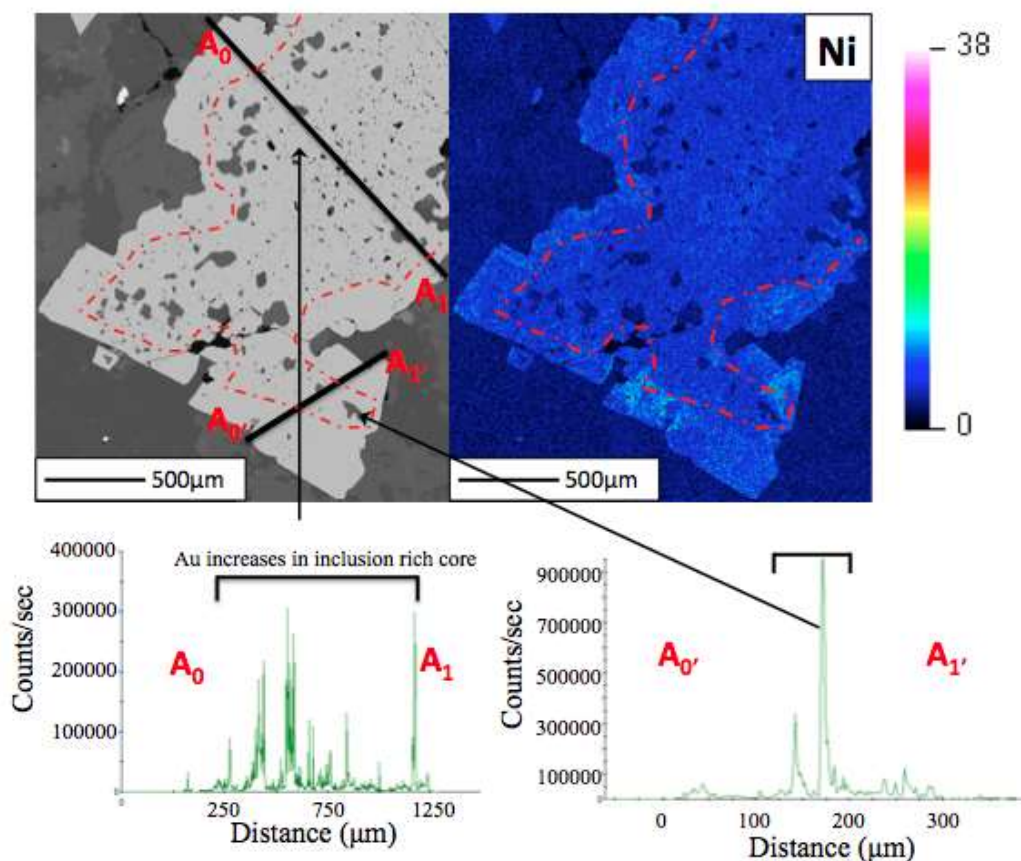 A0
Ni
38
A1
A1'
A0'
0
500µm
500µm
400000
Au increases in inclusion rich core
300000
200000
100000
0
Counts/sec
A0
A1
0
250
750
1250
Distance (µm)
900000
700000
500000
300000
100000
Counts/sec
A0'
A1'
0
100
200
300
Distance (µm)